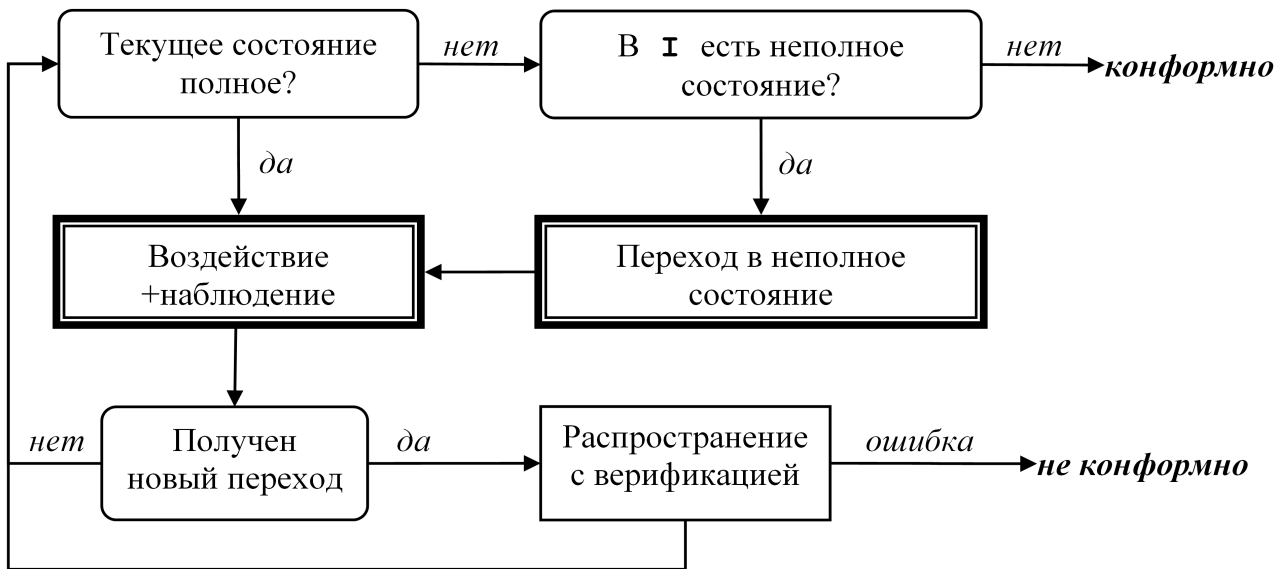 Текущее состояние
полное?
нет
В I есть неполное
состояние?
нет
конформно
да
да
Воздействие
+наблюдение
Переход в неполное
состояние
нет
Получен
новый переход
да
Распространение
с верификацией
ошибка
не конформно